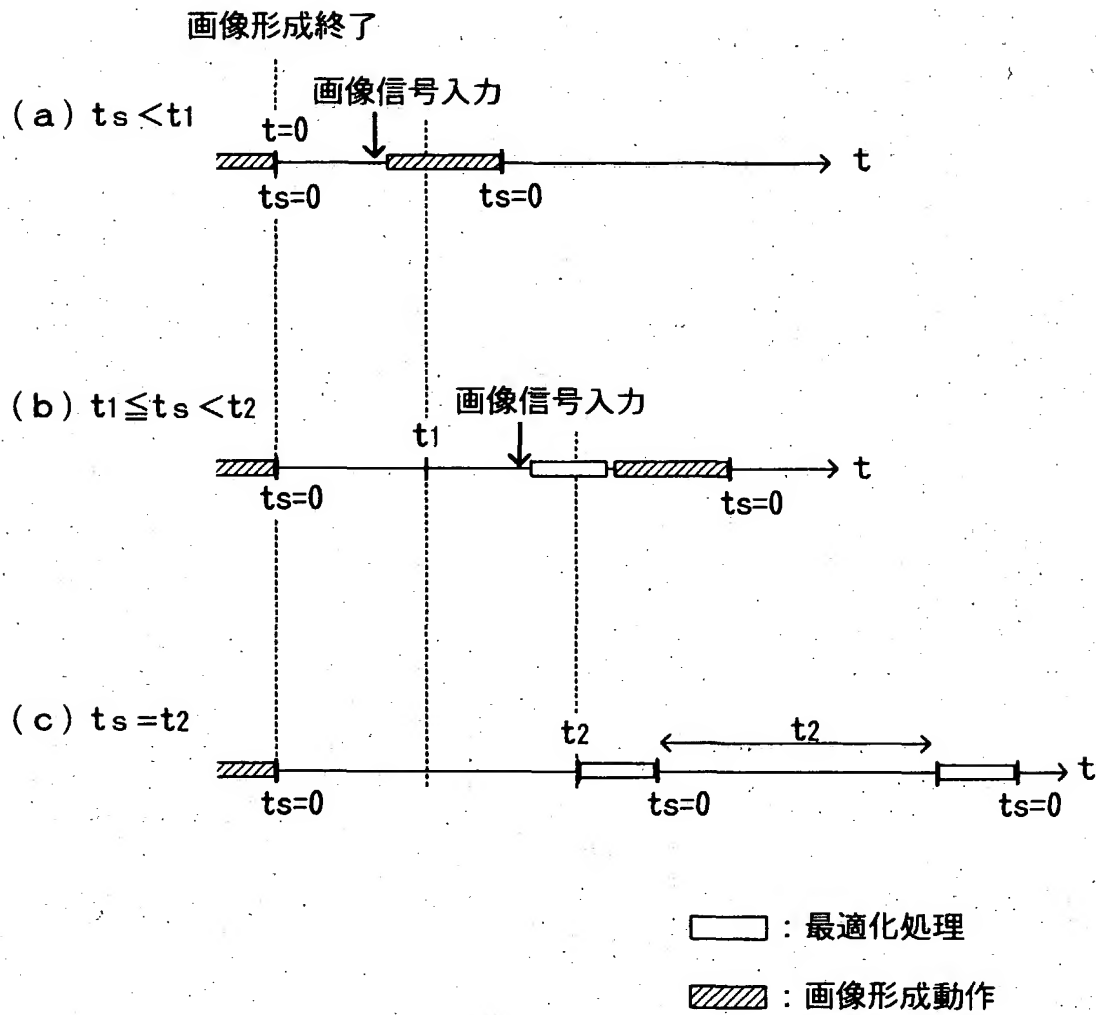 画像形成終了
(a) ts<t1
t=0
画像信号入力
t
ts=0
ts=0
(b) t1≦ts<t2
t1
画像信号入力
t
ts=0
ts=0
(c) ts=t2
t2
t2
t
ts=0
ts=0
ts=0
：最適化処理
：画像形成動作